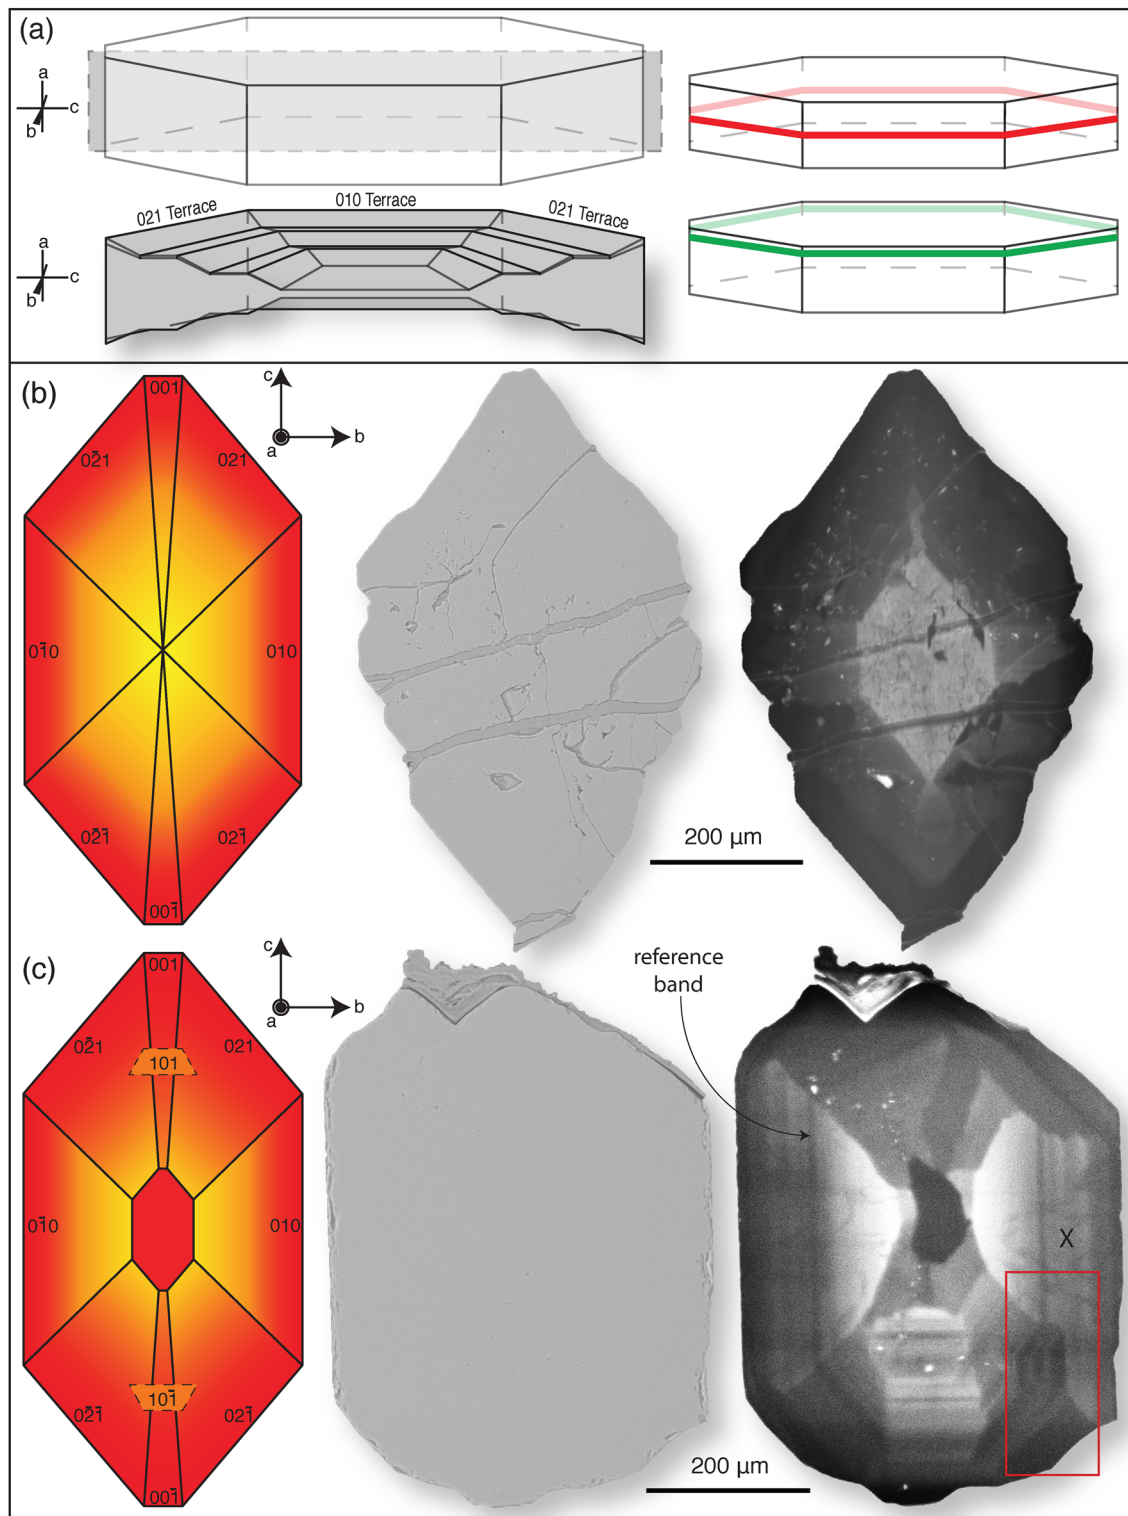 (a)
a
c
b
021 Terrace
010 Terrace
021 Terrace
a
c
b
(b)
c
b
a
001
02̄1
021
01̄0
010
02̄1̄
021̄
001̄
200 µm
(c)
c
b
a
reference
band
001
02̄1
021
101
01̄0
010
X
101̄
02̄1̄
021̄
001̄
200 µm